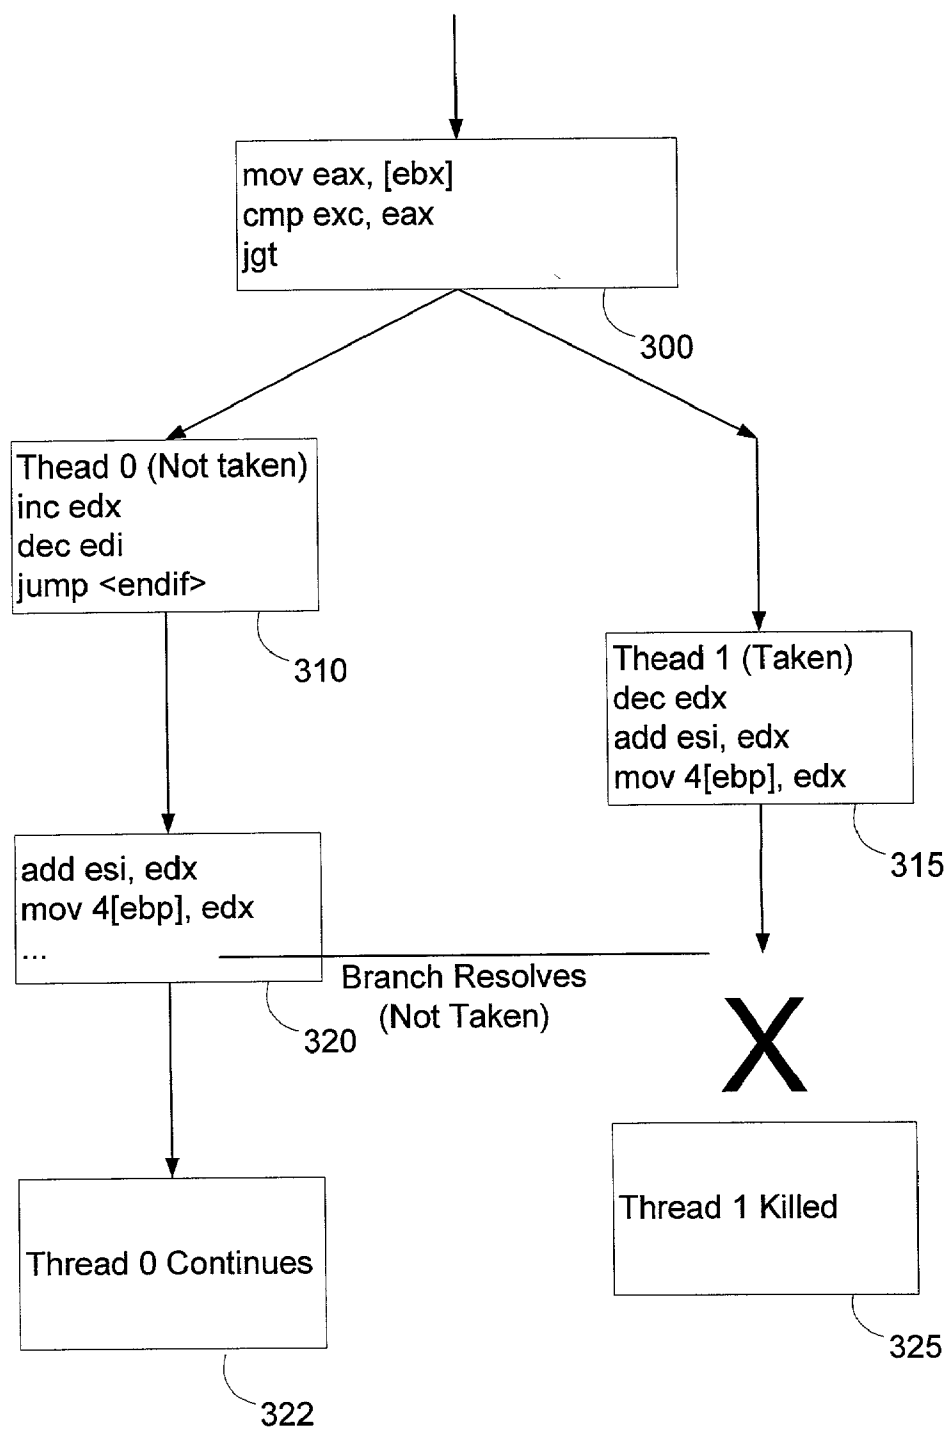 mov eax, [ebx]
cmp exc, eax
jgt
300
Thead 0 (Not taken)
inc edx
dec edi
jump <endif>
310
Thead 1 (Taken)
dec edx
add esi, edx
mov 4[ebp], edx
315
add esi, edx
mov 4[ebp], edx
...
Branch Resolves
(Not Taken)
320
X
Thread 1 Killed
325
Thread 0 Continues
322